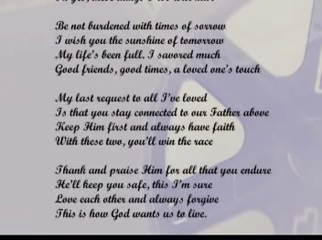 Be not burdened with times of sorrow
I wish you the sunshine of tomorrow
My life's been full. I savored much
Good friends, good times, a loved one's touch
My last request to all I've loved
Is that you stay connected to our Father above
Keep Him first and always have faith
With these two, you'll win the race
Thank and praise Him for all that you endure
He'll keep you safe, this I'm sure
Love each other and always forgive
This is how God wants us to live.